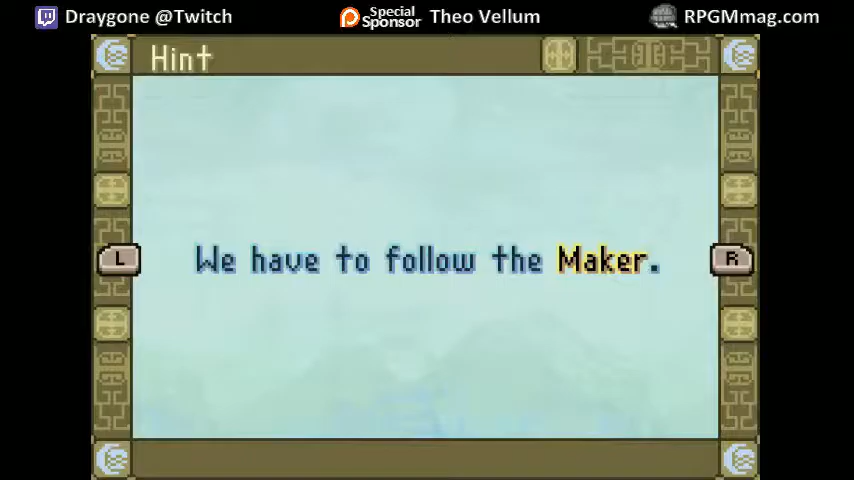 Draygone @Twitch
Special Sponsor Theo Vellum
RPGMmag.com
Hint
L
We have to follow the Maker.
R